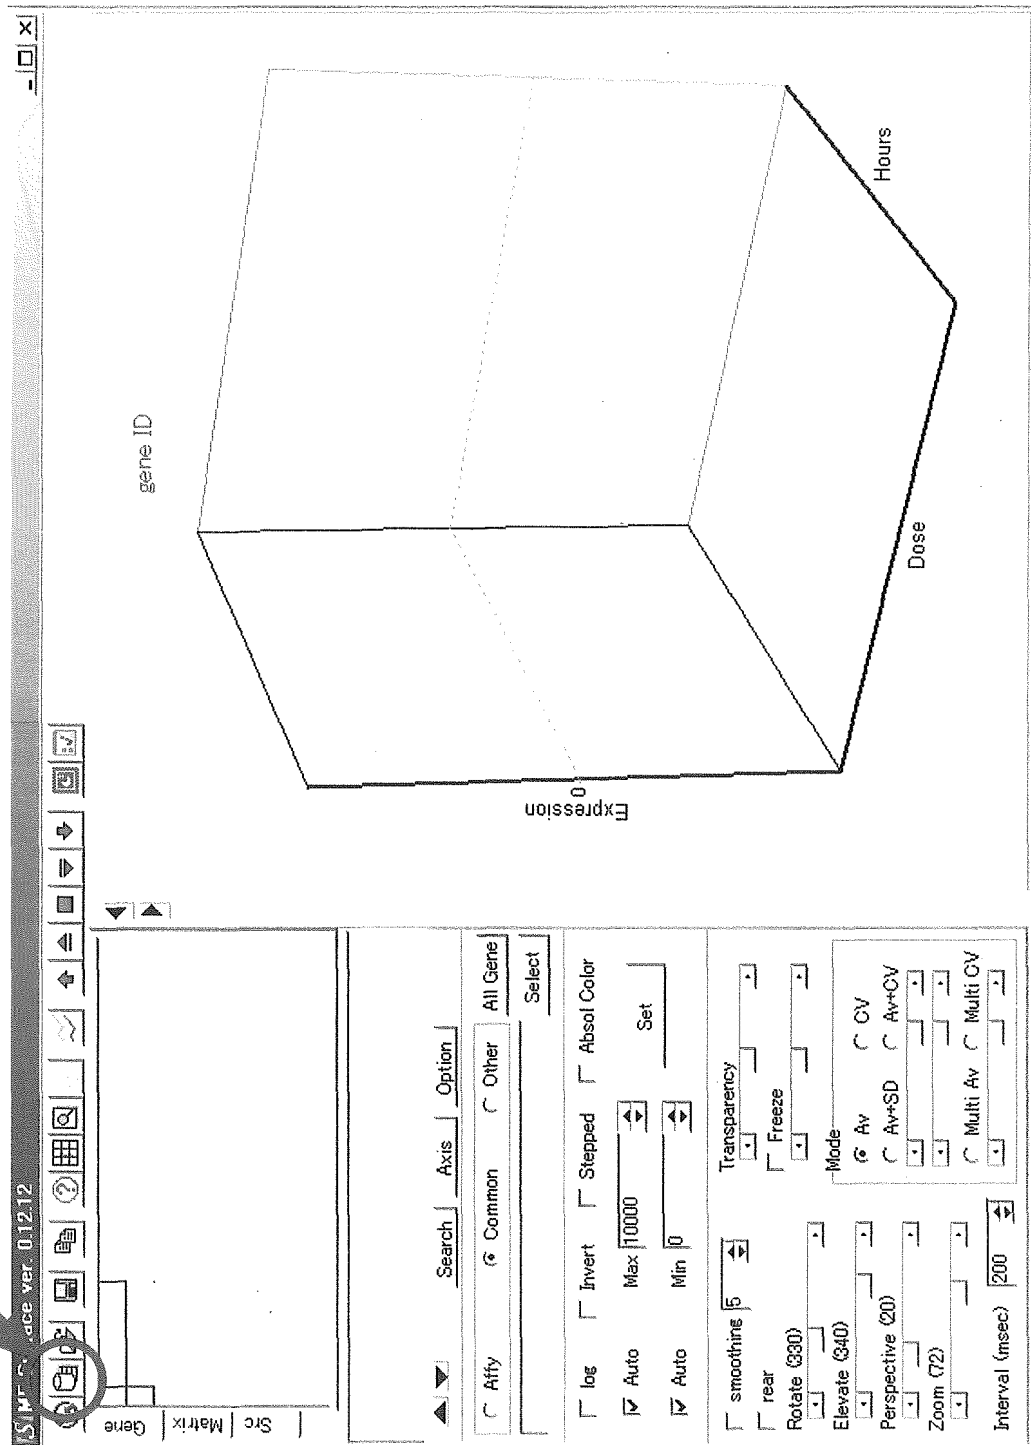 ace ver. 0.12.12
Gene
Matrix
Src
Search
Axis
Option
Affy
Common
Other
All Gene
Select
log
Invert
Stepped
Absol Color
Auto
Max
10000
Set
Auto
Min
0
smoothing
5
rear
Rotate (330)
Elevate (340)
Perspective (20)
Zoom (72)
Interval (msec)
200
Transparency
Freeze
Mode
Av
CV
Av+SD
Av+CV
Multi Av
Multi CV
gene ID
Expression
0
Dose
Hours